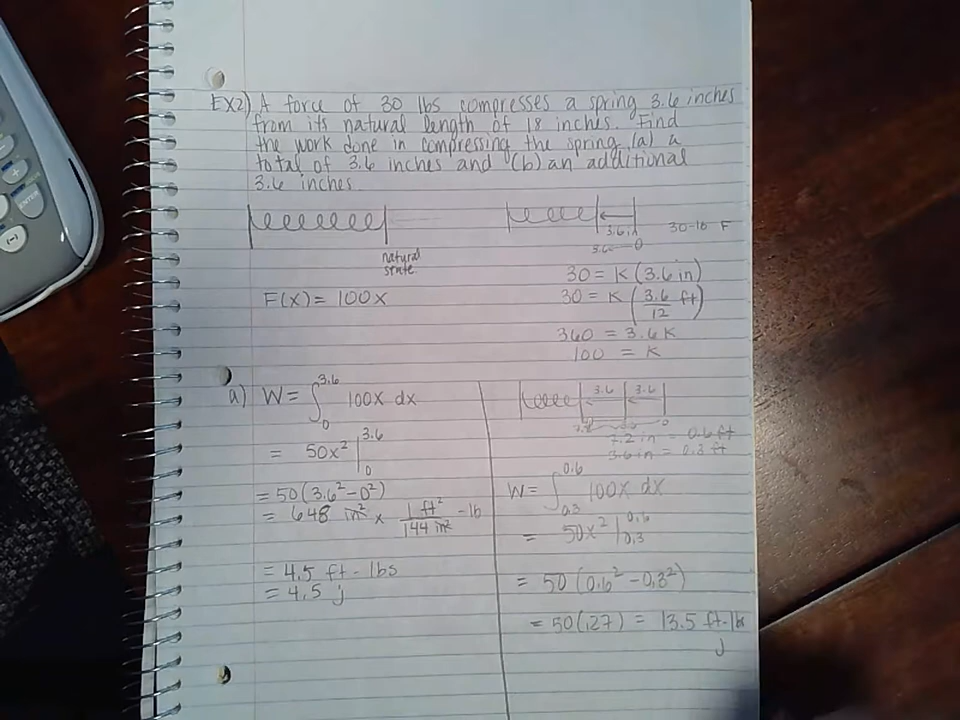 EX2) A force of 30 lbs compresses a spring 3.6 inches
from its natural length of 18 inches. Find
the work done in compressing the spring (a) a
total of 3.6 inches and (b) an additional
3.6 inches
3.6 in
30-lb F
3.6 0
natural
state
30 = K (3.6 in)
F(x) = 100x
30 = K (3.6/12 ft)
360 = 3.6 K
100 = K
a) W = ∫₀^3.6 100x dx
= 50x² |₀^3.6
= 50(3.6² - 0²)
= 648 in² × 1 ft²/144 in² - lb
= 4.5 ft-lbs
= 4.5 j
3.6 3.6
7.2 in = 0.6 ft
3.6 in = 0.3 ft
W = ∫_0.3^0.6 100x dx
= 50x² |_0.3^0.6
= 50 (0.6² - 0.3²)
= 50(.27) = 13.5 ft-lb
j
ENTER
(-)
+